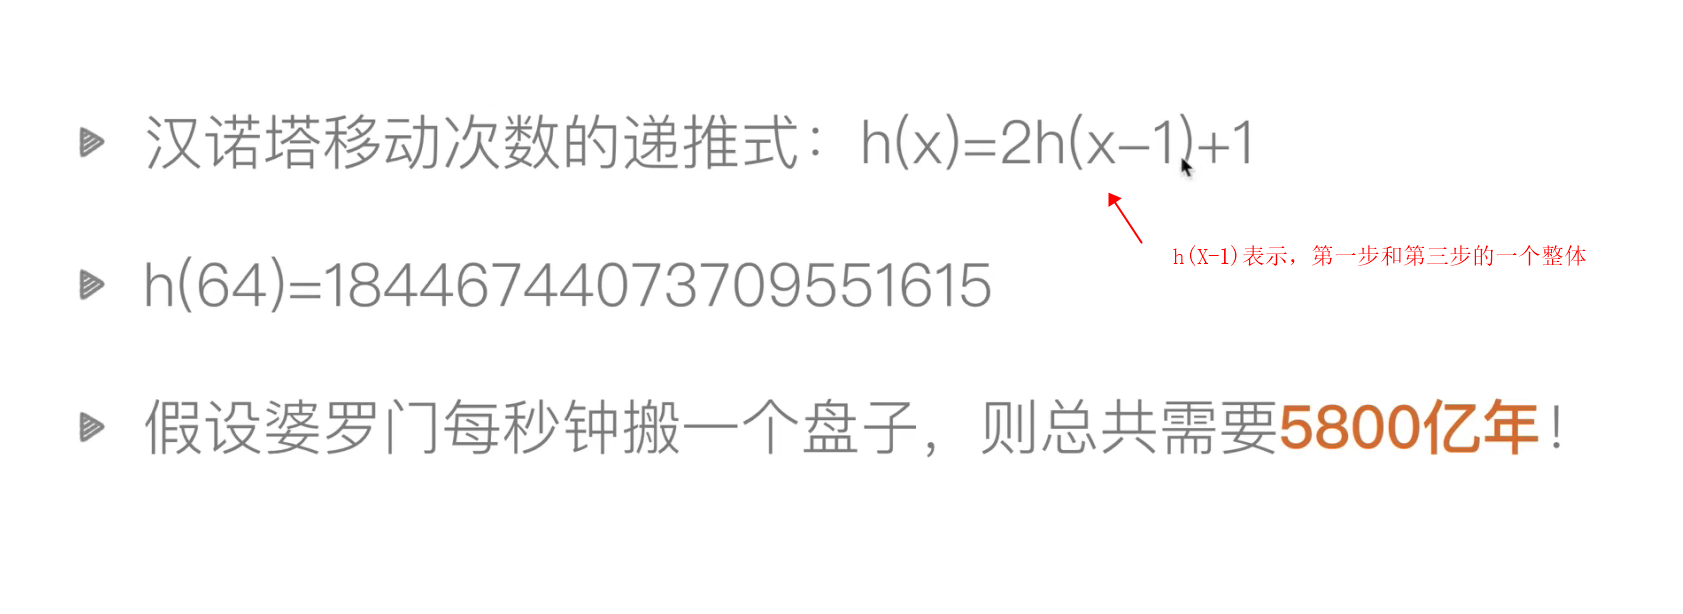 汉诺塔移动次数的递推式：h(x)=2h(x-1)+1
h(X-1)表示，第一步和第三步的一个整体
h(64)=18446744073709551615
假设婆罗门每秒钟搬一个盘子，则总共需要5800亿年！